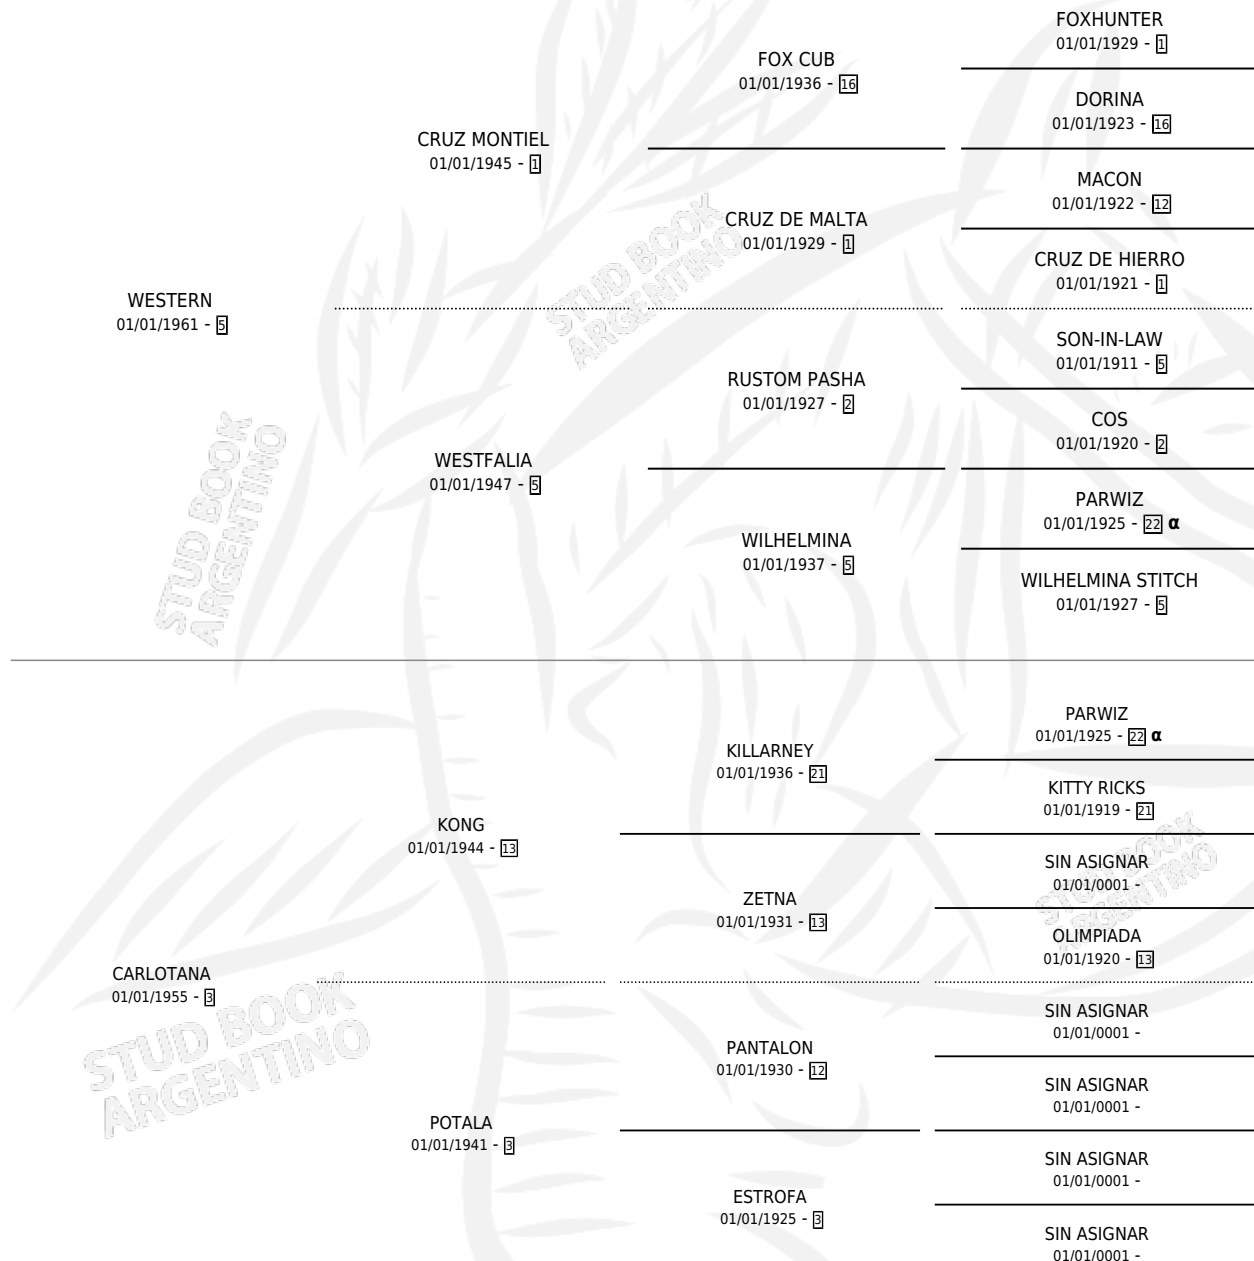 FOXHUNTER
01/01/1929 - 1
FOX CUB
01/01/1936 - 16
DORINA
01/01/1923 - 16
CRUZ MONTIEL
01/01/1945 - 1
MACON
01/01/1922 - 12
CRUZ DE MALTA
01/01/1929 - 1
CRUZ DE HIERRO
01/01/1921 - 1
WESTERN
01/01/1961 - 5
SON-IN-LAW
01/01/1911 - 5
RUSTOM PASHA
01/01/1927 - 2
COS
01/01/1920 - 2
WESTFALIA
01/01/1947 - 5
PARWIZ
01/01/1925 - 22 α
WILHELMINA
01/01/1937 - 5
WILHELMINA STITCH
01/01/1927 - 5
PARWIZ
01/01/1925 - 22 α
KILLARNEY
01/01/1936 - 21
KITTY RICKS
01/01/1919 - 21
KONG
01/01/1944 - 13
SIN ASIGNAR
01/01/0001 -
ZETNA
01/01/1931 - 13
OLIMPIADA
01/01/1920 - 13
CARLOTANA
01/01/1955 - 3
SIN ASIGNAR
01/01/0001 -
PANTALON
01/01/1930 - 12
SIN ASIGNAR
01/01/0001 -
POTALA
01/01/1941 - 3
SIN ASIGNAR
01/01/0001 -
ESTROFA
01/01/1925 - 3
SIN ASIGNAR
01/01/0001 -
STUD BOOK
ARGENTINO
STUD BOOK
ARGENTINO
STUD BOOK
ARGENTINO
STUD BOOK
ARGENTINO